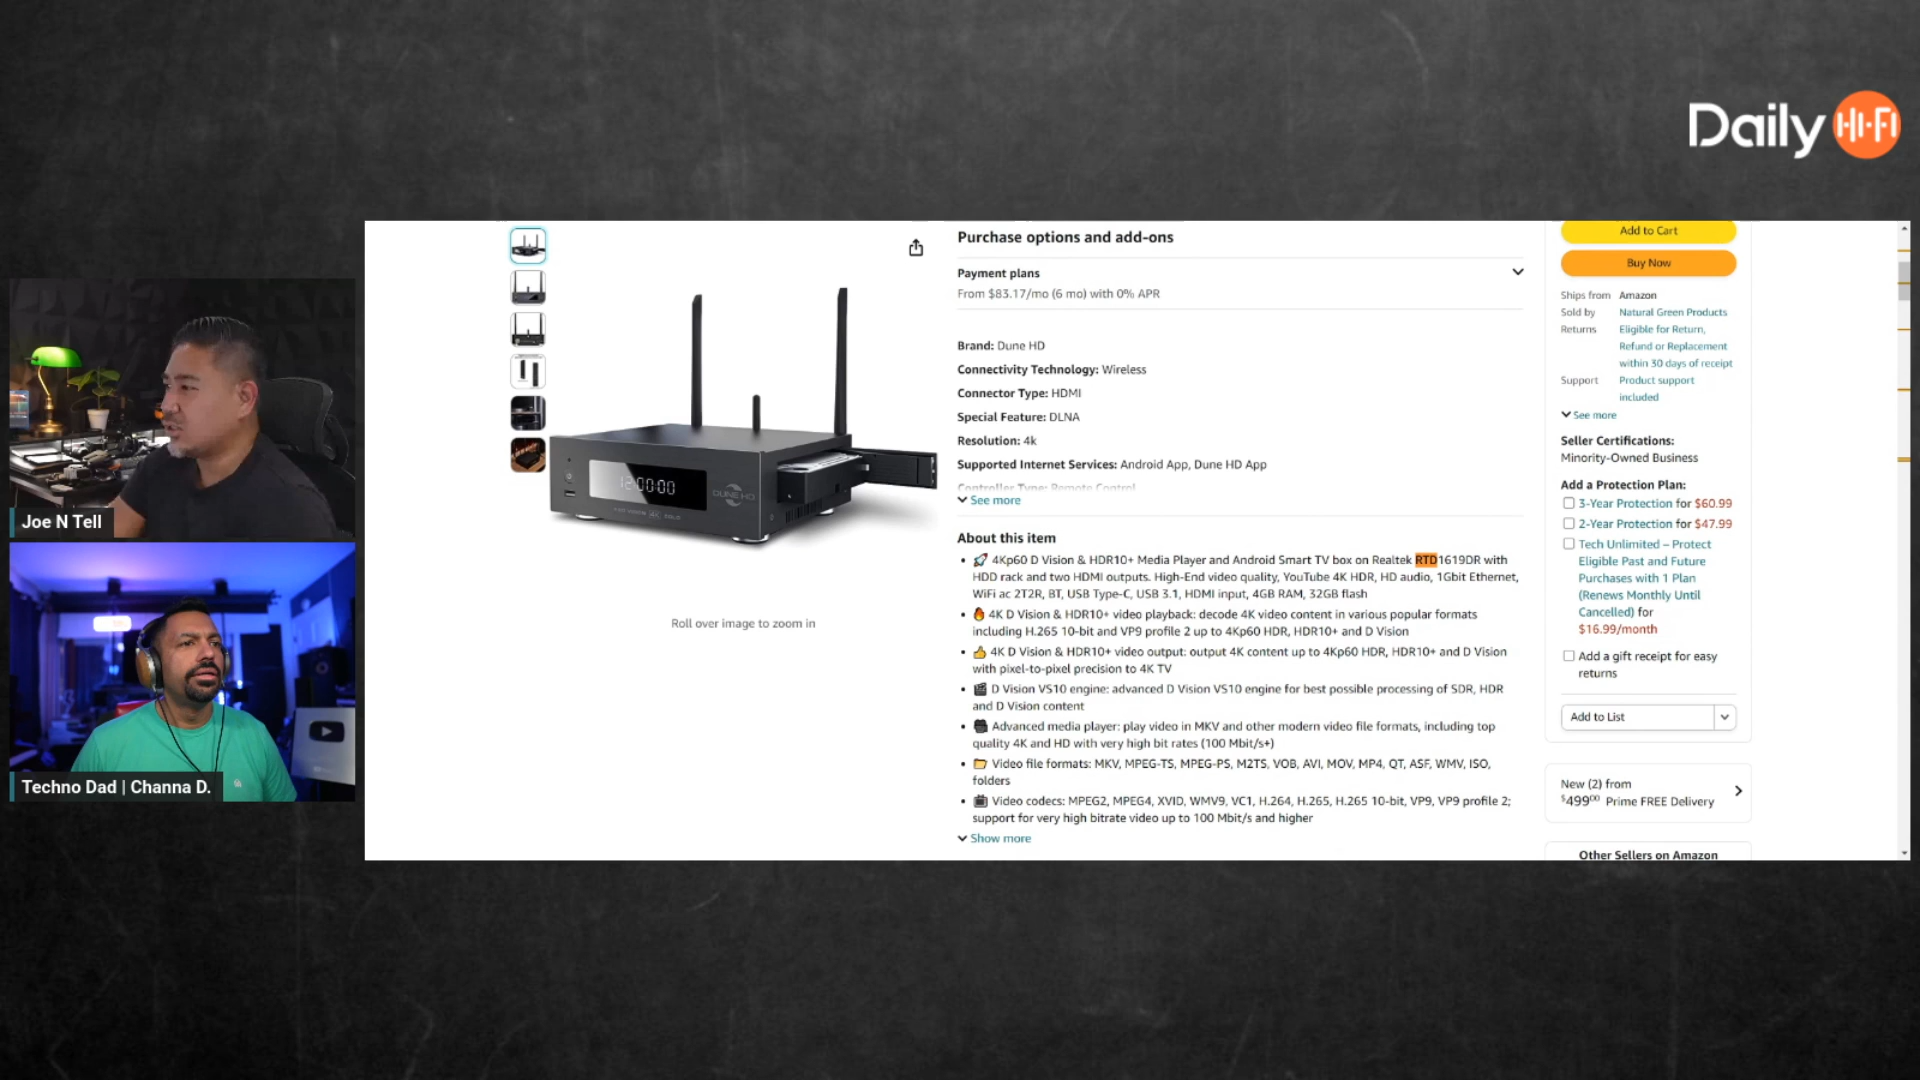 Daily HI-FI
Purchase options and add-ons
Payment plans
From $83.17/mo (6 mo) with 0% APR
Brand: Dune HD
Connectivity Technology: Wireless
Connector Type: HDMI
Special Feature: DLNA
Resolution: 4k
Supported Internet Services: Android App, Dune HD App
Controller Type: Remote Control
See more
About this item
🚀 4Kp60 D Vision & HDR10+ Media Player and Android Smart TV box on Realtek RTD1619DR with
HDD rack and two HDMI outputs. High-End video quality, YouTube 4K HDR, HD audio, 1Gbit Ethernet,
WiFi ac 2T2R, BT, USB Type-C, USB 3.1, HDMI input, 4GB RAM, 32GB flash
🔥 4K D Vision & HDR10+ video playback: decode 4K video content in various popular formats
including H.265 10-bit and VP9 profile 2 up to 4Kp60 HDR, HDR10+ and D Vision
👍 4K D Vision & HDR10+ video output: output 4K content up to 4Kp60 HDR, HDR10+ and D Vision
with pixel-to-pixel precision to 4K TV
🎬 D Vision VS10 engine: advanced D Vision VS10 engine for best possible processing of SDR, HDR
and D Vision content
Advanced media player: play video in MKV and other modern video file formats, including top
quality 4K and HD with very high bit rates (100 Mbit/s+)
📂 Video file formats: MKV, MPEG-TS, MPEG-PS, M2TS, VOB, AVI, MOV, MP4, QT, ASF, WMV, ISO,
folders
Video codecs: MPEG2, MPEG4, XVID, WMV9, VC1, H.264, H.265, H.265 10-bit, VP9, VP9 profile 2;
support for very high bitrate video up to 100 Mbit/s and higher
Show more
12:00:00
DUNE HD
Roll over image to zoom in
Add to Cart
Buy Now
Ships from Amazon
Sold by Natural Green Products
Returns Eligible for Return,
Refund or Replacement
within 30 days of receipt
Support Product support
included
See more
Seller Certifications:
Minority-Owned Business
Add a Protection Plan:
3-Year Protection for $60.99
2-Year Protection for $47.99
Tech Unlimited – Protect
Eligible Past and Future
Purchases with 1 Plan
(Renews Monthly Until
Cancelled) for
$16.99/month
Add a gift receipt for easy
returns
Add to List
New (2) from
$49900 Prime FREE Delivery
Other Sellers on Amazon
Joe N Tell
Techno Dad | Channa D.